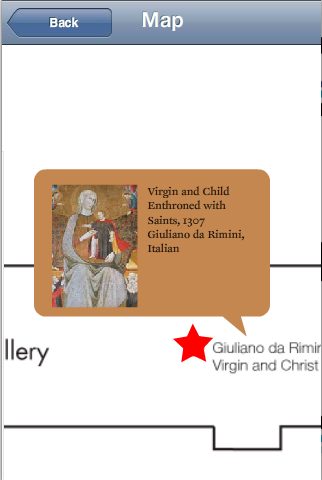 Back
Map
Virgin and Child
Enthroned with
Saints, 1307
Giuliano da Rimini,
Italian
llery
Giuliano da Rimir
Virgin and Christ